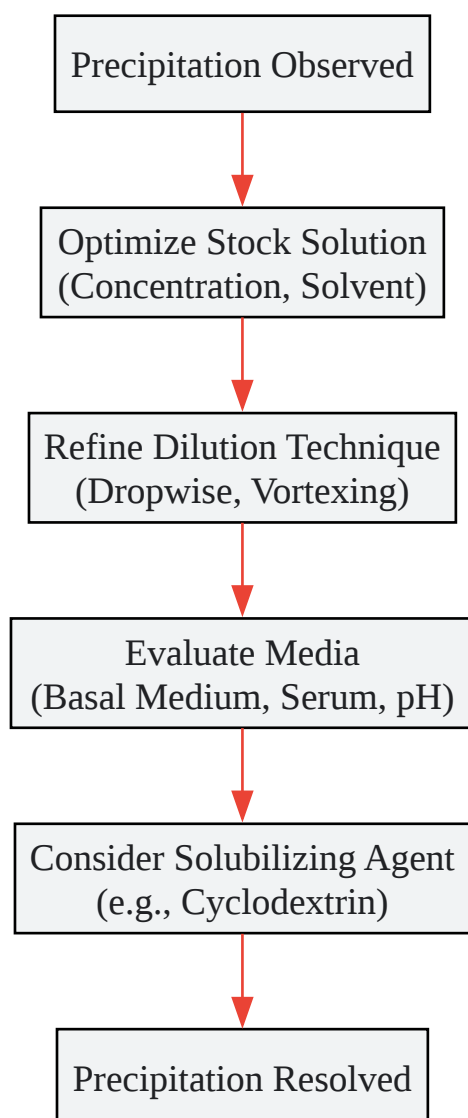 Precipitation Observed
Optimize Stock Solution
(Concentration, Solvent)
Refine Dilution Technique
(Dropwise, Vortexing)
Evaluate Media
(Basal Medium, Serum, pH)
Consider Solubilizing Agent
(e.g., Cyclodextrin)
Precipitation Resolved